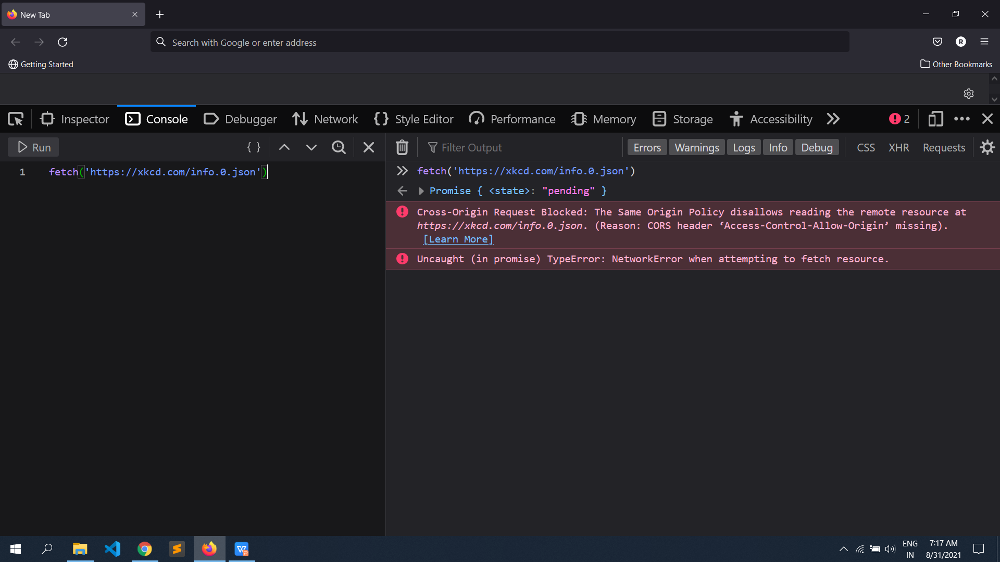 New Tab
Search with Google or enter address
R
Getting Started
Other Bookmarks
Inspector
Console
Debugger
Network
{ } Style Editor
Performance
Memory
Storage
Accessibility
2
Run
{ }
Filter Output
Errors
Warnings
Logs
Info
Debug
CSS
XHR
Requests
1 fetch('https://xkcd.com/info.0.json')
fetch('https://xkcd.com/info.0.json')
Promise { <state>: "pending" }
Cross-Origin Request Blocked: The Same Origin Policy disallows reading the remote resource at
https://xkcd.com/info.0.json. (Reason: CORS header ‘Access-Control-Allow-Origin’ missing).
[Learn More]
Uncaught (in promise) TypeError: NetworkError when attempting to fetch resource.
ENG
IN
7:17 AM
8/31/2021